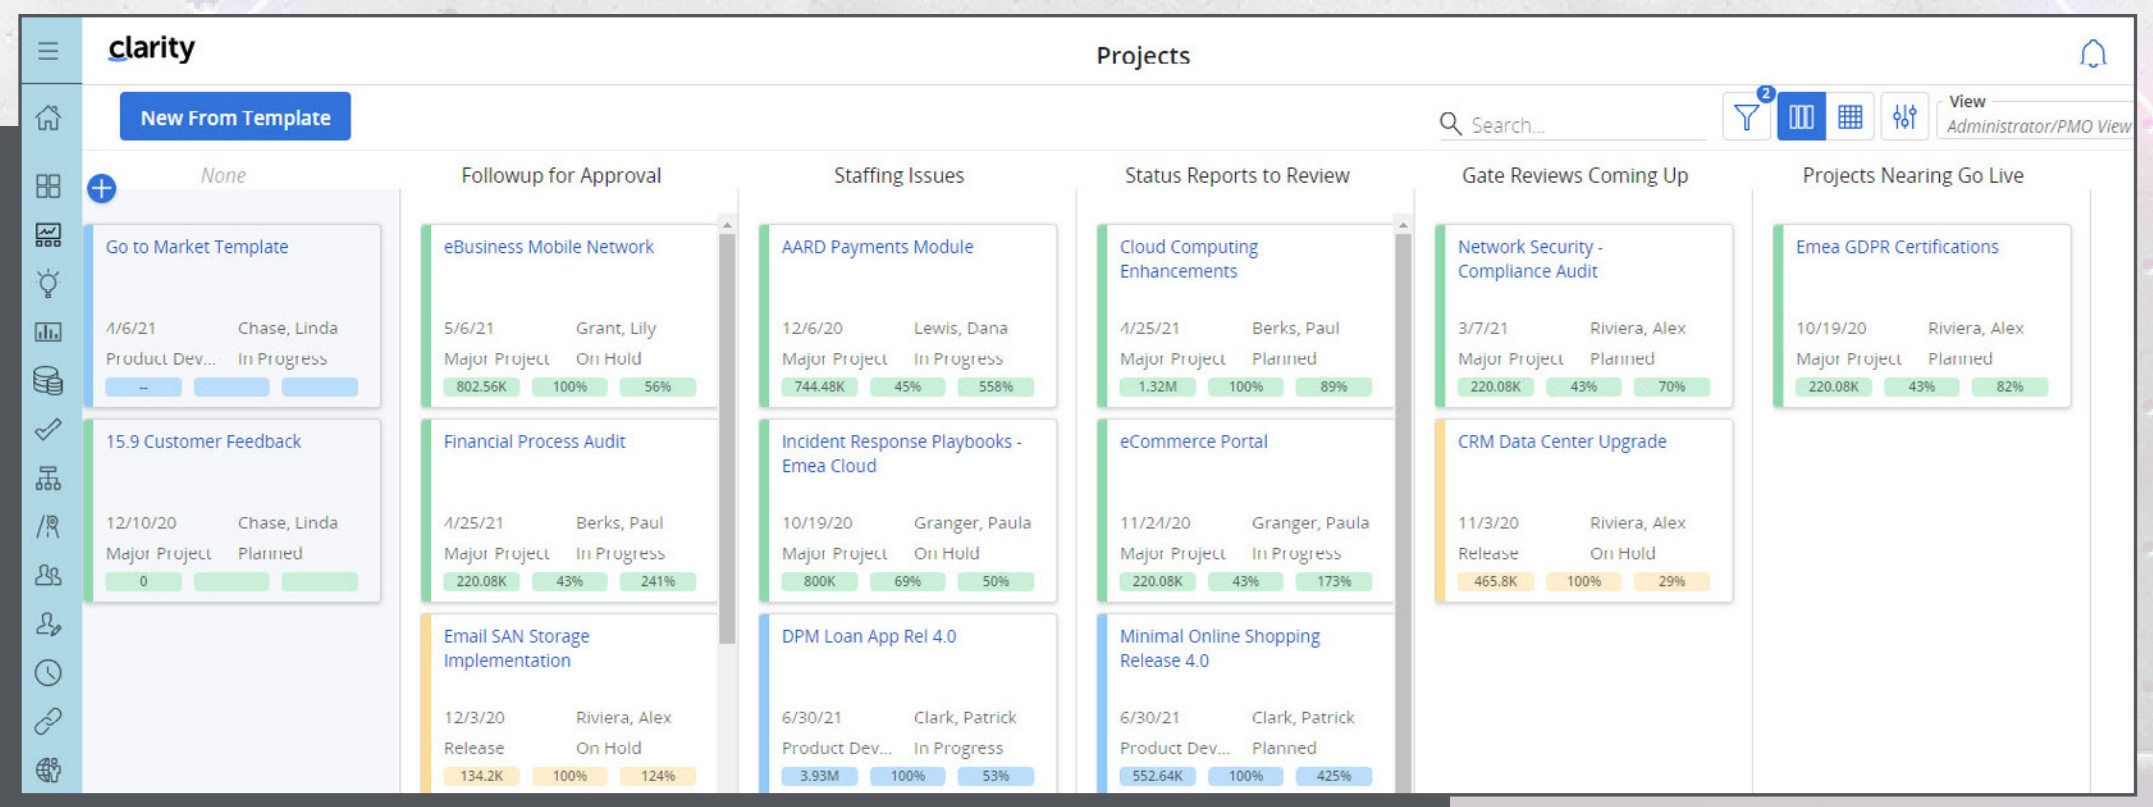 clarity
Projects
New From Template
Search...
2
View
Administrator/PMO View
None
Followup for Approval
Staffing Issues
Status Reports to Review
Gate Reviews Coming Up
Projects Nearing Go Live
Go to Market Template
4/6/21 Chase, Linda
Product Dev... In Progress
--
15.9 Customer Feedback
12/10/20 Chase, Linda
Major Project Planned
0
eBusiness Mobile Network
5/6/21 Grant, Lily
Major Project On Hold
802.56K 100% 56%
Financial Process Audit
4/25/21 Berks, Paul
Major Project In Progress
220.08K 43% 241%
Email SAN Storage
Implementation
12/3/20 Riviera, Alex
Release On Hold
134.2K 100% 124%
AARD Payments Module
12/6/20 Lewis, Dana
Major Project In Progress
744.48K 45% 558%
Incident Response Playbooks -
Emea Cloud
10/19/20 Granger, Paula
Major Project On Hold
800K 69% 50%
DPM Loan App Rel 4.0
6/30/21 Clark, Patrick
Product Dev... In Progress
3.93M 100% 53%
Cloud Computing
Enhancements
4/25/21 Berks, Paul
Major Project Planned
1.32M 100% 89%
eCommerce Portal
11/24/20 Granger, Paula
Major Project In Progress
220.08K 43% 173%
Minimal Online Shopping
Release 4.0
6/30/21 Clark, Patrick
Product Dev... Planned
552.64K 100% 425%
Network Security -
Compliance Audit
3/7/21 Riviera, Alex
Major Project Planned
220.08K 43% 70%
CRM Data Center Upgrade
11/3/20 Riviera, Alex
Release On Hold
465.8K 100% 29%
Emea GDPR Certifications
10/19/20 Riviera, Alex
Major Project Planned
220.08K 43% 82%